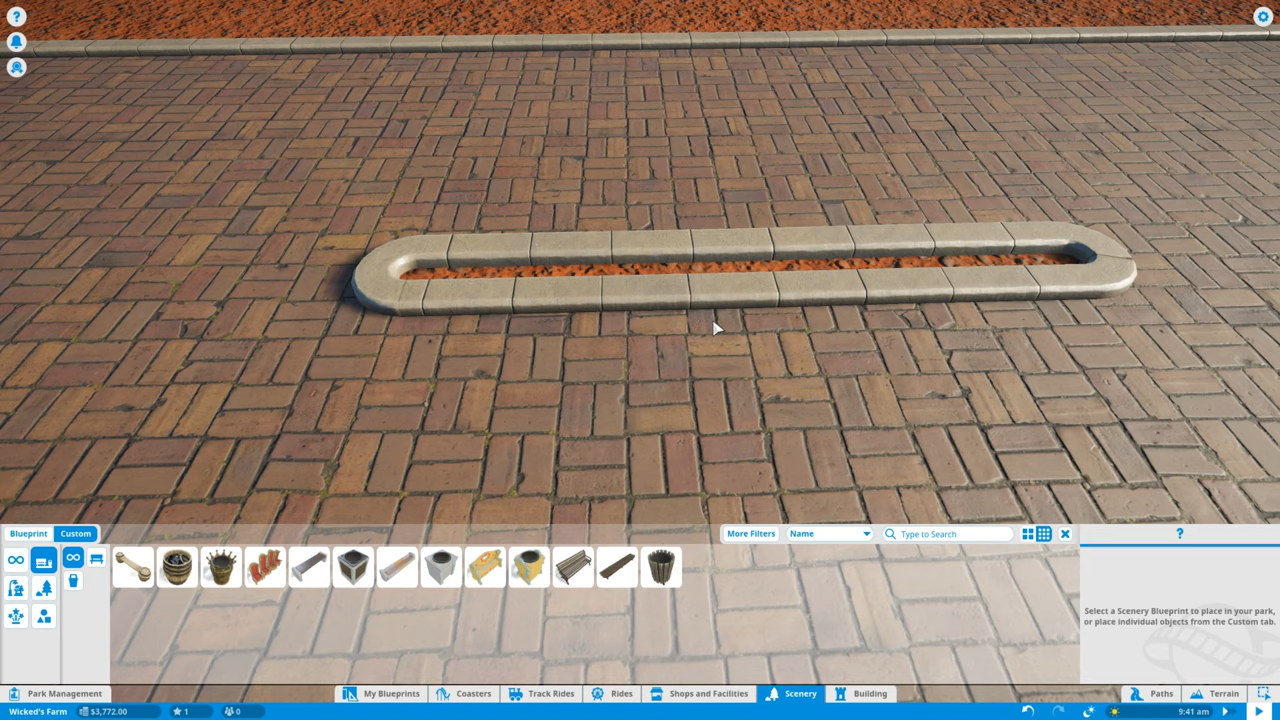 Blueprint
Custom
More Filters
Name
Type to Search
?
Select a Scenery Blueprint to place in your park,
or place individual objects from the Custom tab.
Park Management
My Blueprints
Coasters
Track Rides
Rides
Shops and Facilities
Scenery
Building
Paths
Terrain
Wicked's Farm
$3,772.00
1
0
9:41 am